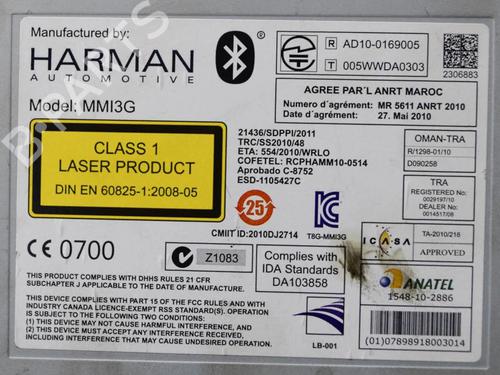 Manufactured by:
HARMAN
AUTOMOTIVE
Model: MMI3G
R AD10-0169005
T 005WWDA0303
2306883
AGREE PAR´L ANRT MAROC
Numero d´agrément: MR 5611 ANRT 2010
Date d´agrément: 27. Mai 2010
CLASS 1
LASER PRODUCT
DIN EN 60825-1:2008-05
21436/SDPPI/2011
TRC/SS2010/48
ETA: 554/2010/WRLO
COFETEL: RCPHAMM10-0514
Aprobado C-8752
ESD-1105427C
OMAN-TRA
R/1298-01/10
D090258
TRA
REGISTERED No:
0029197/10
DEALER No:
0014517/08
25
CMIIT ID:2010DJ2714
T8G-MMI3G
ICASA
TA-2010/218
APPROVED
CE 0700
N
Z1083
Complies with
IDA Standards
DA103858
ANATEL
1548-10-2886
THIS PRODUCT COMPLIES WITH DHHS RULES 21 CFR
SUBCHAPTER J APPLICABLE TO THE DATE OF MANUFACTURE.
THIS DEVICE COMPLIES WITH PART 15 OF THE FCC RULES AND WITH
INDUSTRY CANADA LICENCE-EXEMPT RSS STANDARD(S). OPERATION
IS SUBJECT TO THE FOLLOWING TWO CONDITIONS:
(1) THIS DEVICE MAY NOT CAUSE HARMFUL INTERFERENCE, AND
(2) THIS DEVICE MUST ACCEPT ANY INTERFERENCE RECEIVED,
INCLUDING INTERFERENCE THAT MAY CAUSE UNDESIRED OPERATION.
LB-001
(01)07898918003014